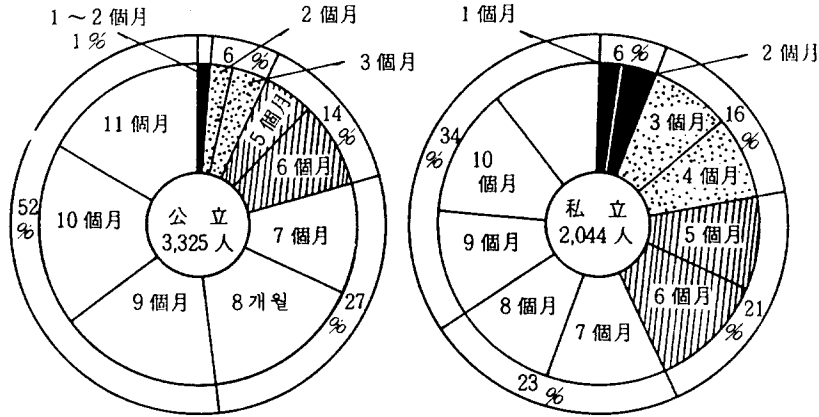 1～2個月
1%
6%
2個月
3個月
14%
5個月
6個月
7個月
27%
8개월
9個月
10個月
52%
11個月
公立
3,325人
1個月
6%
2個月
16%
3個月
4個月
5個月
6個月
21%
7個月
23%
8個月
9個月
10個月
34%
私立
2,044人